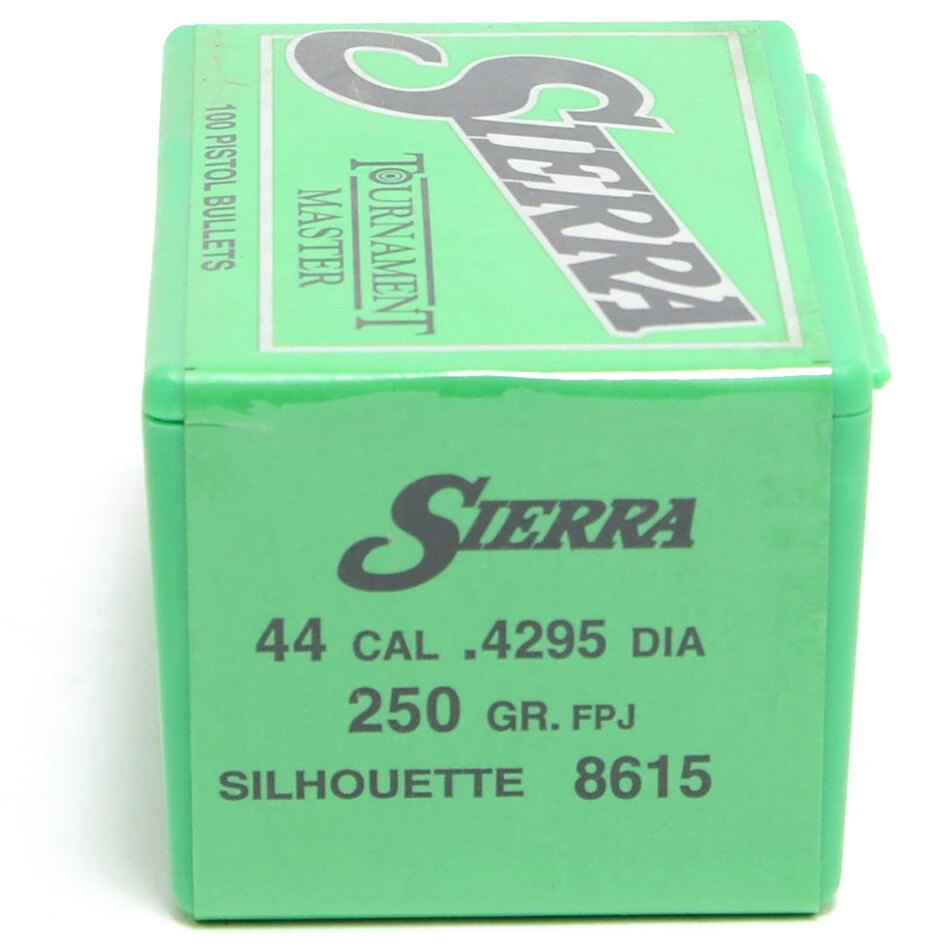 SIERRA
TOURNAMENT
MASTER
100 PISTOL BULLETS
SIERRA
44 CAL .4295 DIA
250 GR. FPJ
SILHOUETTE 8615